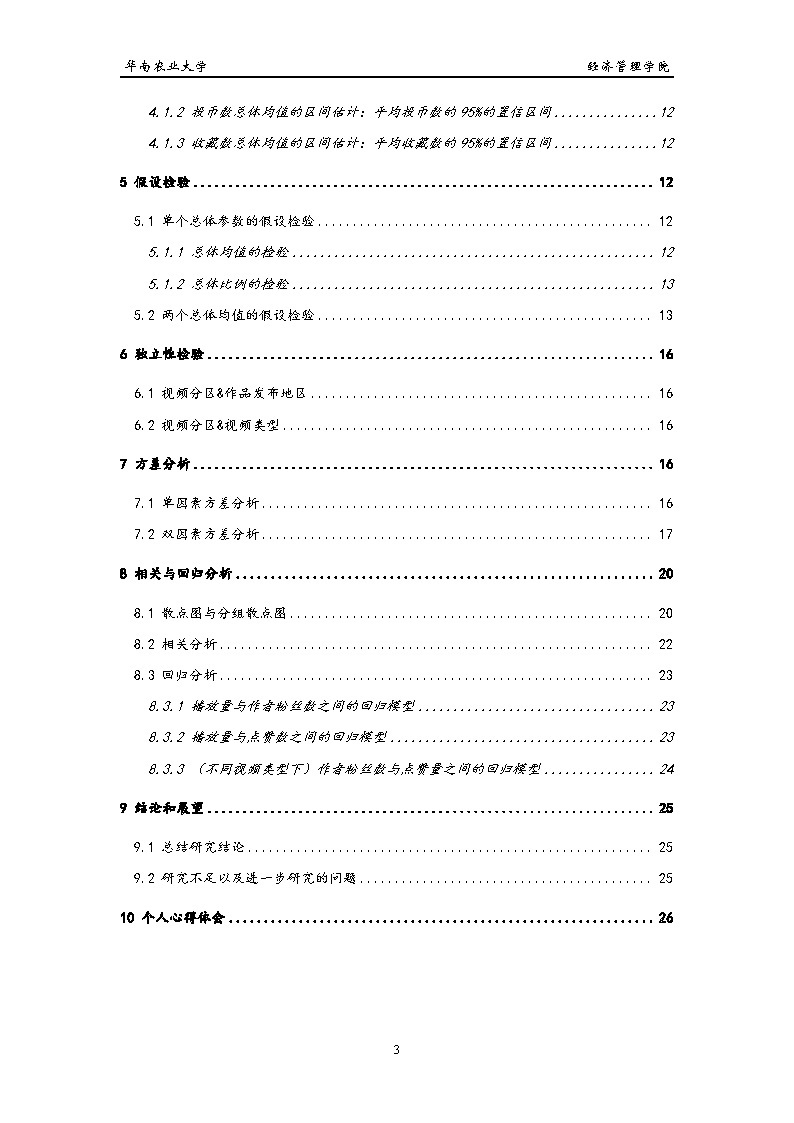 华南农业大学 经济管理学院
4.1.2 投币数总体均值的区间估计：平均投币数的95%的置信区间...............12
4.1.3 收藏数总体均值的区间估计：平均收藏数的95%的置信区间...............12
5 假设检验.................................................................. 12
5.1 单个总体参数的假设检验................................................ 12
5.1.1 总体均值的检验.................................................... 12
5.1.2 总体比例的检验.................................................... 13
5.2 两个总体均值的假设检验................................................ 13
6 独立性检验................................................................ 16
6.1 视频分区&作品发布地区................................................. 16
6.2 视频分区&视频类型..................................................... 16
7 方差分析.................................................................. 16
7.1 单因素方差分析........................................................ 16
7.2 双因素方差分析........................................................ 17
8 相关与回归分析............................................................ 20
8.1 散点图与分组散点图.................................................... 20
8.2 相关分析.............................................................. 22
8.3 回归分析.............................................................. 23
8.3.1 播放量与作者粉丝数之间的回归模型.................................. 23
8.3.2 播放量与点赞数之间的回归模型...................................... 23
8.3.3 （不同视频类型下）作者粉丝数与点赞量之间的回归模型................ 24
9 结论和展望................................................................ 25
9.1 总结研究结论.......................................................... 25
9.2 研究不足以及进一步研究的问题.......................................... 25
10 个人心得体会............................................................. 26
3